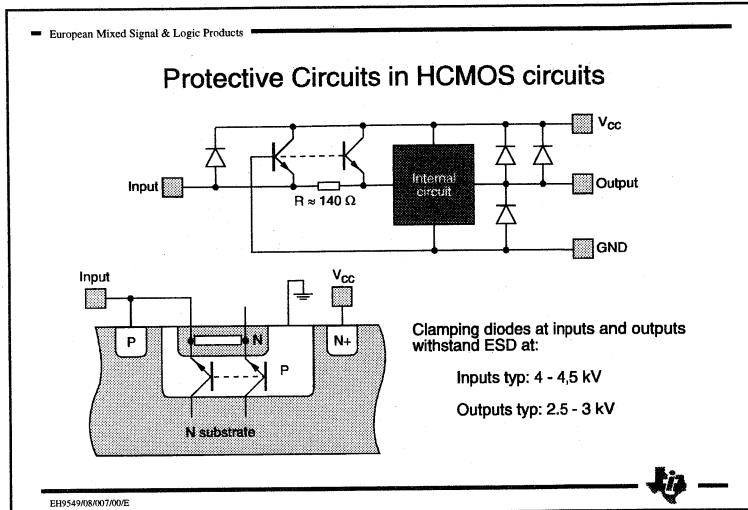 European Mixed Signal & Logic Products
Protective Circuits in HCMOS circuits
VCC
Input
Internal
circuit
Output
R ≈ 140 Ω
GND
Input
VCC
P
N
N+
P
N substrate
Clamping diodes at inputs and outputs
withstand ESD at:
Inputs typ: 4 - 4,5 kV
Outputs typ: 2.5 - 3 kV
EH9549/08/007/00/E